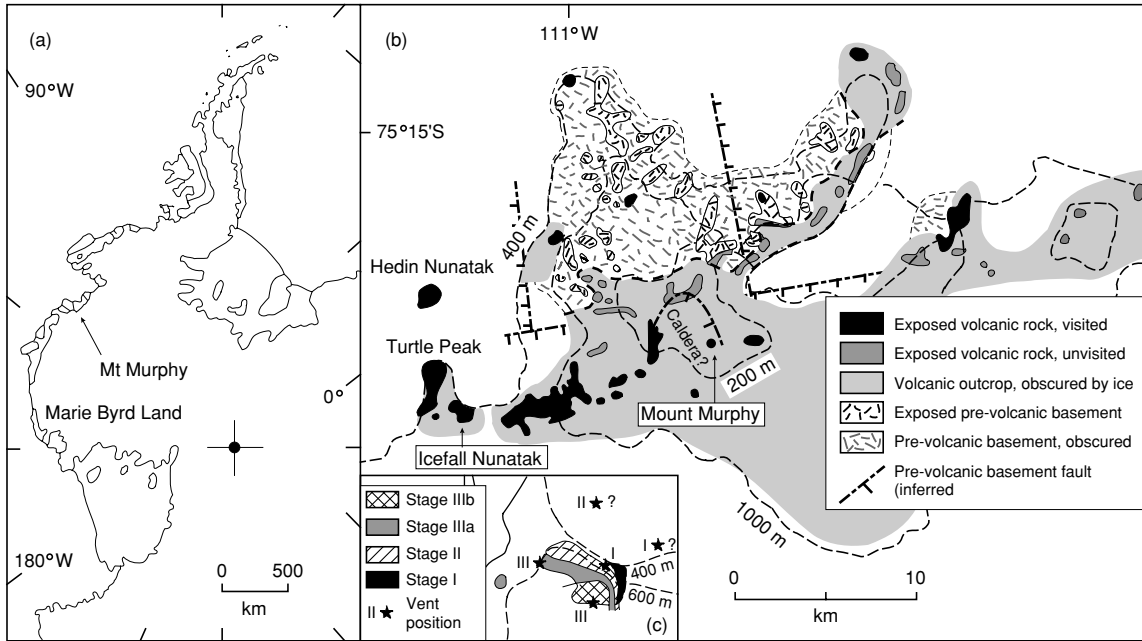 (a)
90°W
Mt Murphy
Marie Byrd Land
0°
180°W
0 500
km
(b)
111°W
75°15'S
400 m
Hedin Nunatak
Turtle Peak
Caldera?
200 m
Mount Murphy
Icefall Nunatak
1000 m
Exposed volcanic rock, visited
Exposed volcanic rock, unvisited
Volcanic outcrop, obscured by ice
Exposed pre-volcanic basement
Pre-volcanic basement, obscured
Pre-volcanic basement fault
(inferred
0 10
km
Stage IIIb
Stage IIIa
Stage II
Stage I
II Vent
position
II ?
I ?
I
III
400 m
600 m
III
(c)